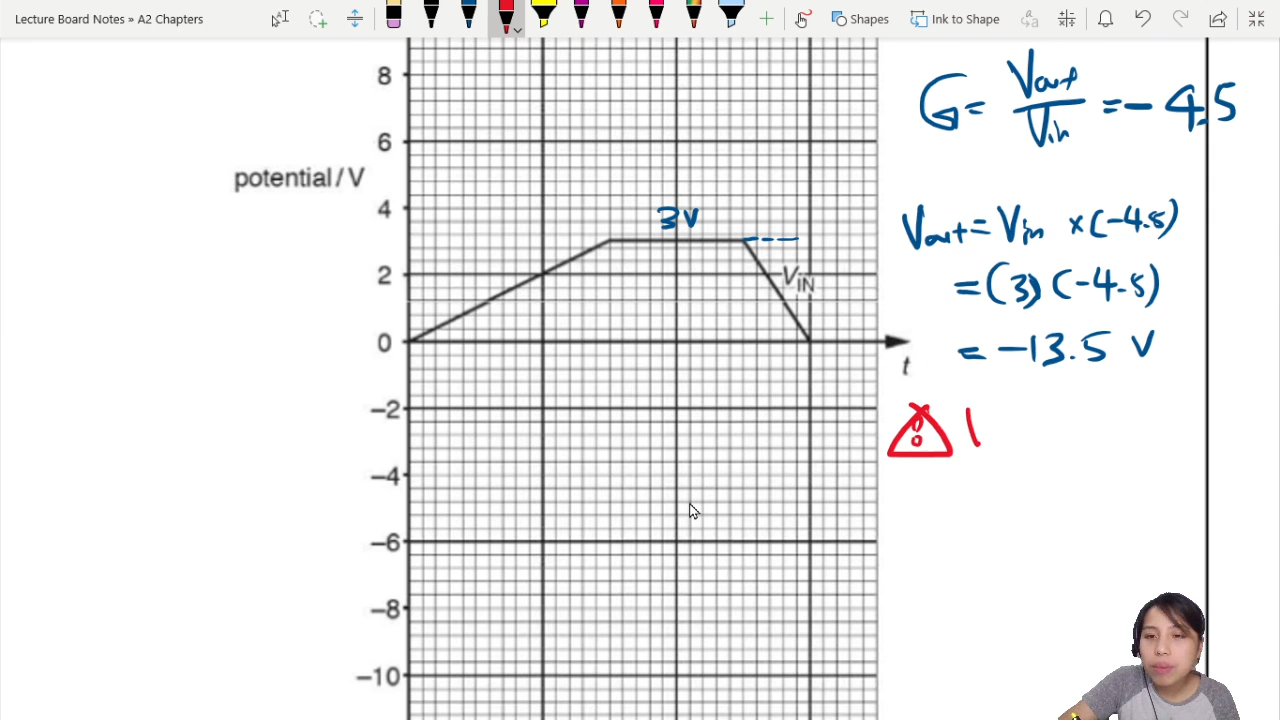 Lecture Board Notes » A2 Chapters
Shapes
Ink to Shape
8
6
potential / V
4
3V
2
V_IN
0
t
-2
-4
-6
-8
-10
G = Vout / Vin = -4.5
Vout = Vin × (-4.5)
= (3) (-4.5)
= -13.5 V